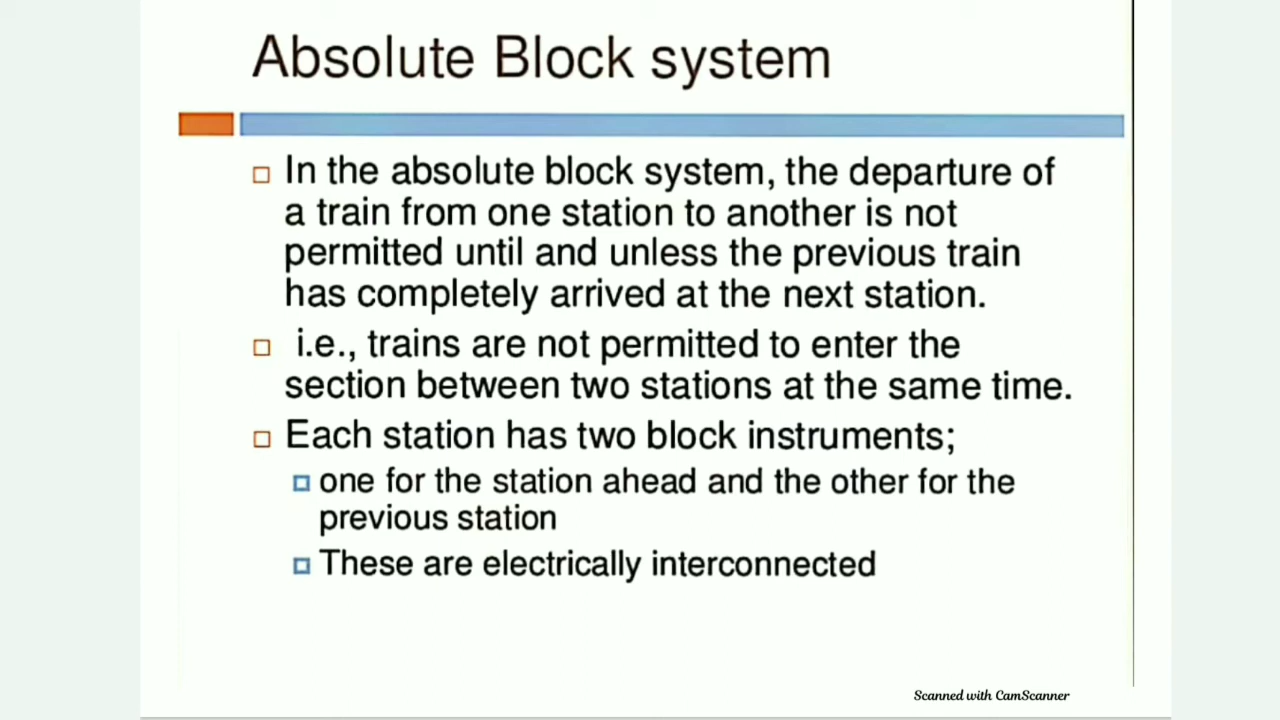 Absolute Block system
In the absolute block system, the departure of
a train from one station to another is not
permitted until and unless the previous train
has completely arrived at the next station.
i.e., trains are not permitted to enter the
section between two stations at the same time.
Each station has two block instruments;
one for the station ahead and the other for the
previous station
These are electrically interconnected
Scanned with CamScanner